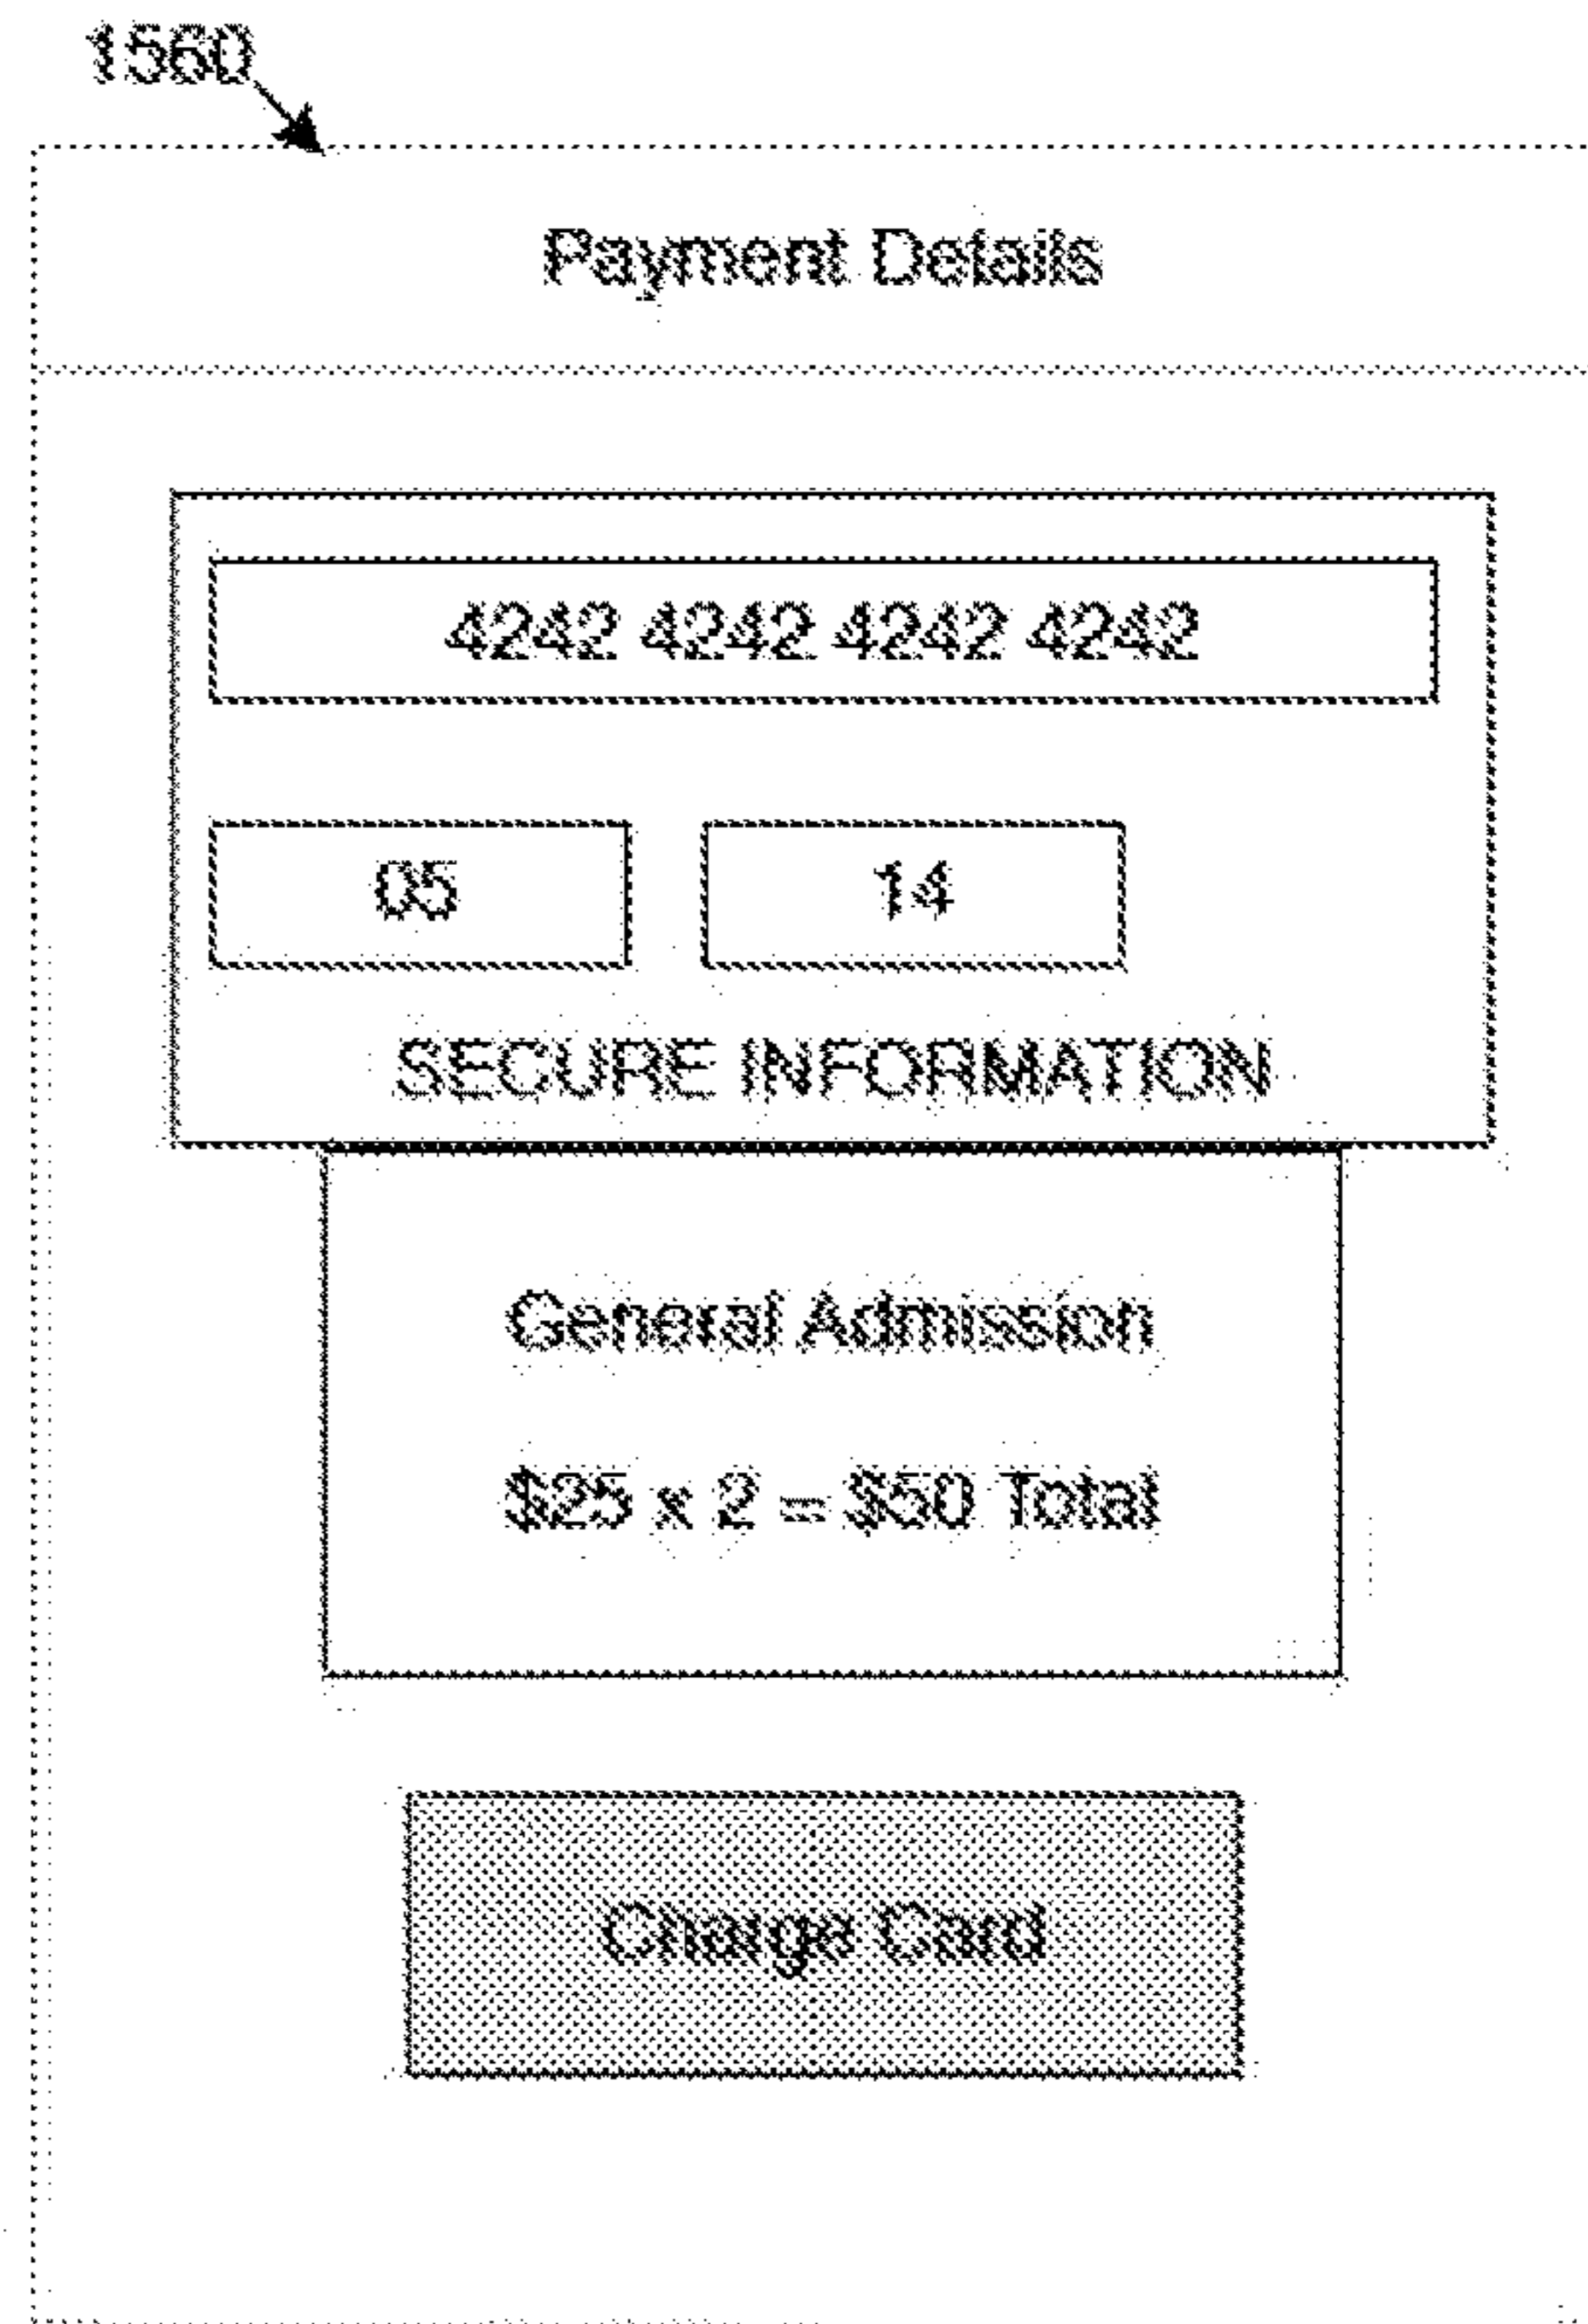 1560
Payment Details
4242 4242 4242 4242
05 14
SECURE INFORMATION
General Admission
$25 x 2 = $50 Total
Charge Card